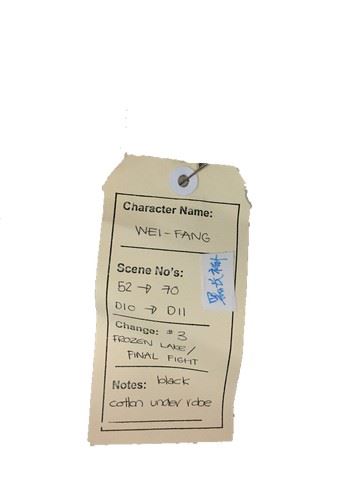 Character Name:
WEI-FANG
Scene No's:
52 → 70
D10 → D11
Change: #3
FROZEN LAKE/
FINAL FIGHT
Notes: black
cotton under robe